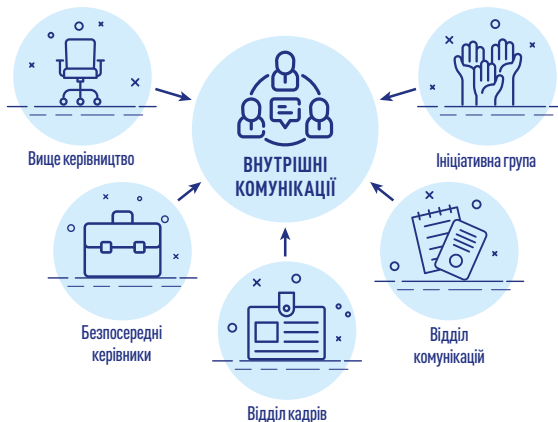 Вище керівництво
ВНУТРІШНІ
КОМУНІКАЦІЇ
Ініціативна група
Безпосередні
керівники
Відділ
комунікацій
Відділ кадрів